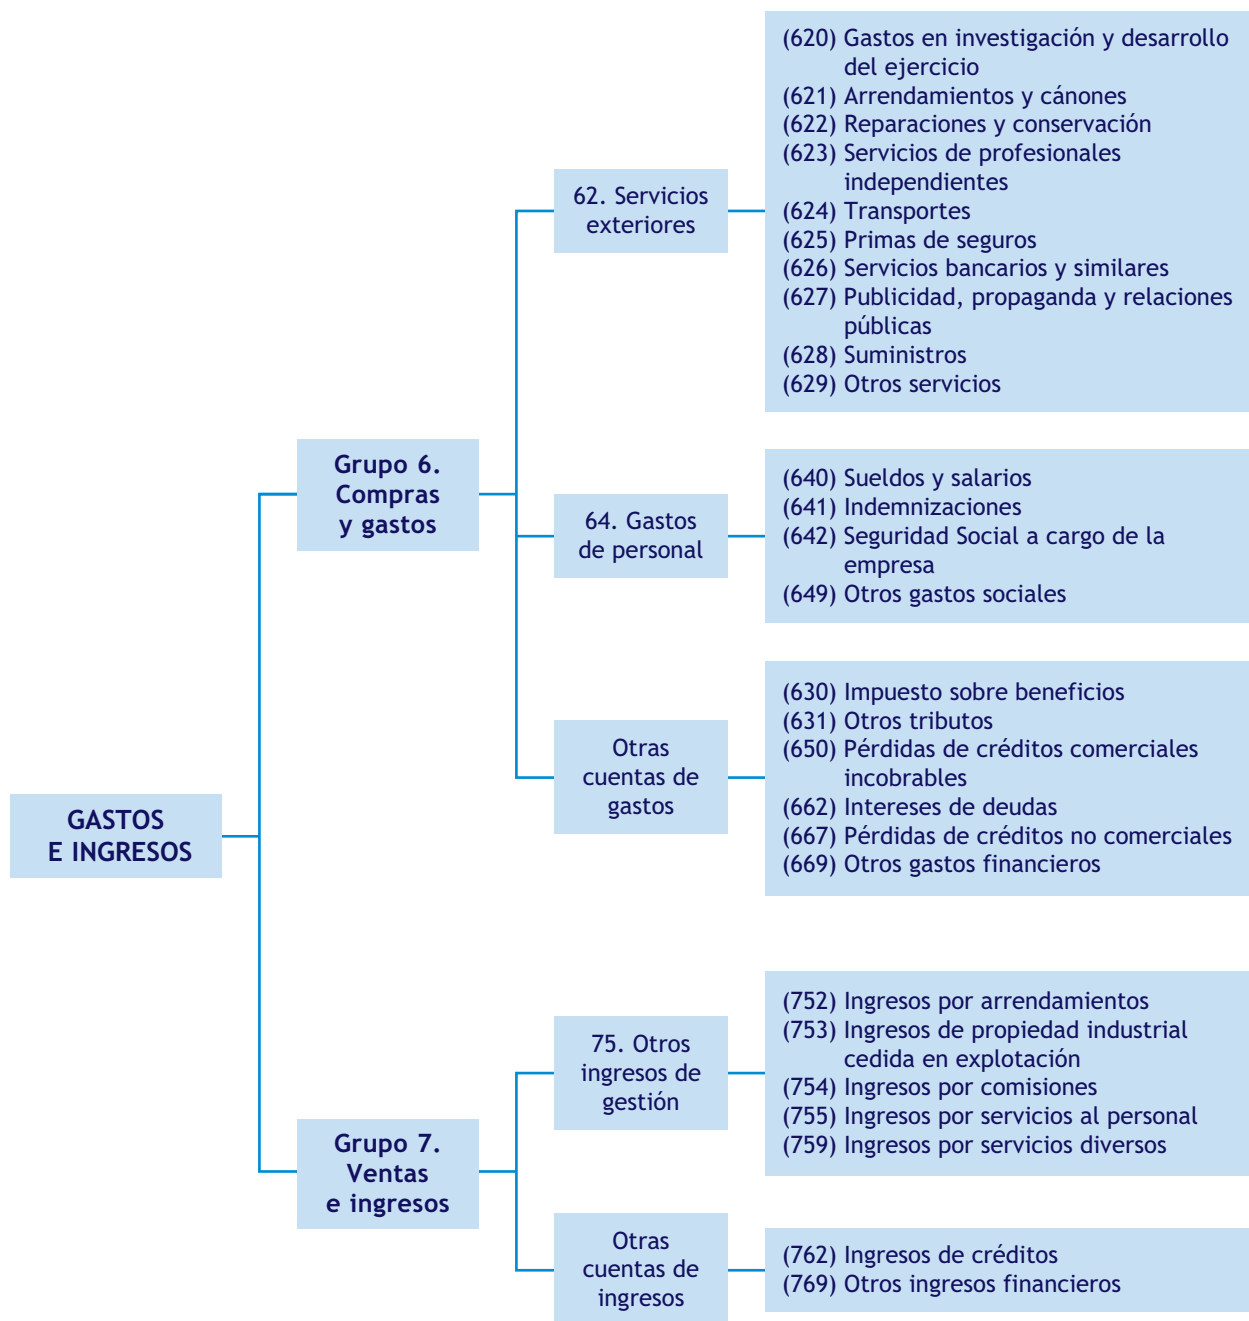 GASTOS
E INGRESOS
Grupo 6.
Compras
y gastos
62. Servicios
exteriores
(620) Gastos en investigación y desarrollo
del ejercicio
(621) Arrendamientos y cánones
(622) Reparaciones y conservación
(623) Servicios de profesionales
independientes
(624) Transportes
(625) Primas de seguros
(626) Servicios bancarios y similares
(627) Publicidad, propaganda y relaciones
públicas
(628) Suministros
(629) Otros servicios
64. Gastos
de personal
(640) Sueldos y salarios
(641) Indemnizaciones
(642) Seguridad Social a cargo de la
empresa
(649) Otros gastos sociales
Otras
cuentas de
gastos
(630) Impuesto sobre beneficios
(631) Otros tributos
(650) Pérdidas de créditos comerciales
incobrables
(662) Intereses de deudas
(667) Pérdidas de créditos no comerciales
(669) Otros gastos financieros
Grupo 7.
Ventas
e ingresos
75. Otros
ingresos de
gestión
(752) Ingresos por arrendamientos
(753) Ingresos de propiedad industrial
cedida en explotación
(754) Ingresos por comisiones
(755) Ingresos por servicios al personal
(759) Ingresos por servicios diversos
Otras
cuentas de
ingresos
(762) Ingresos de créditos
(769) Otros ingresos financieros